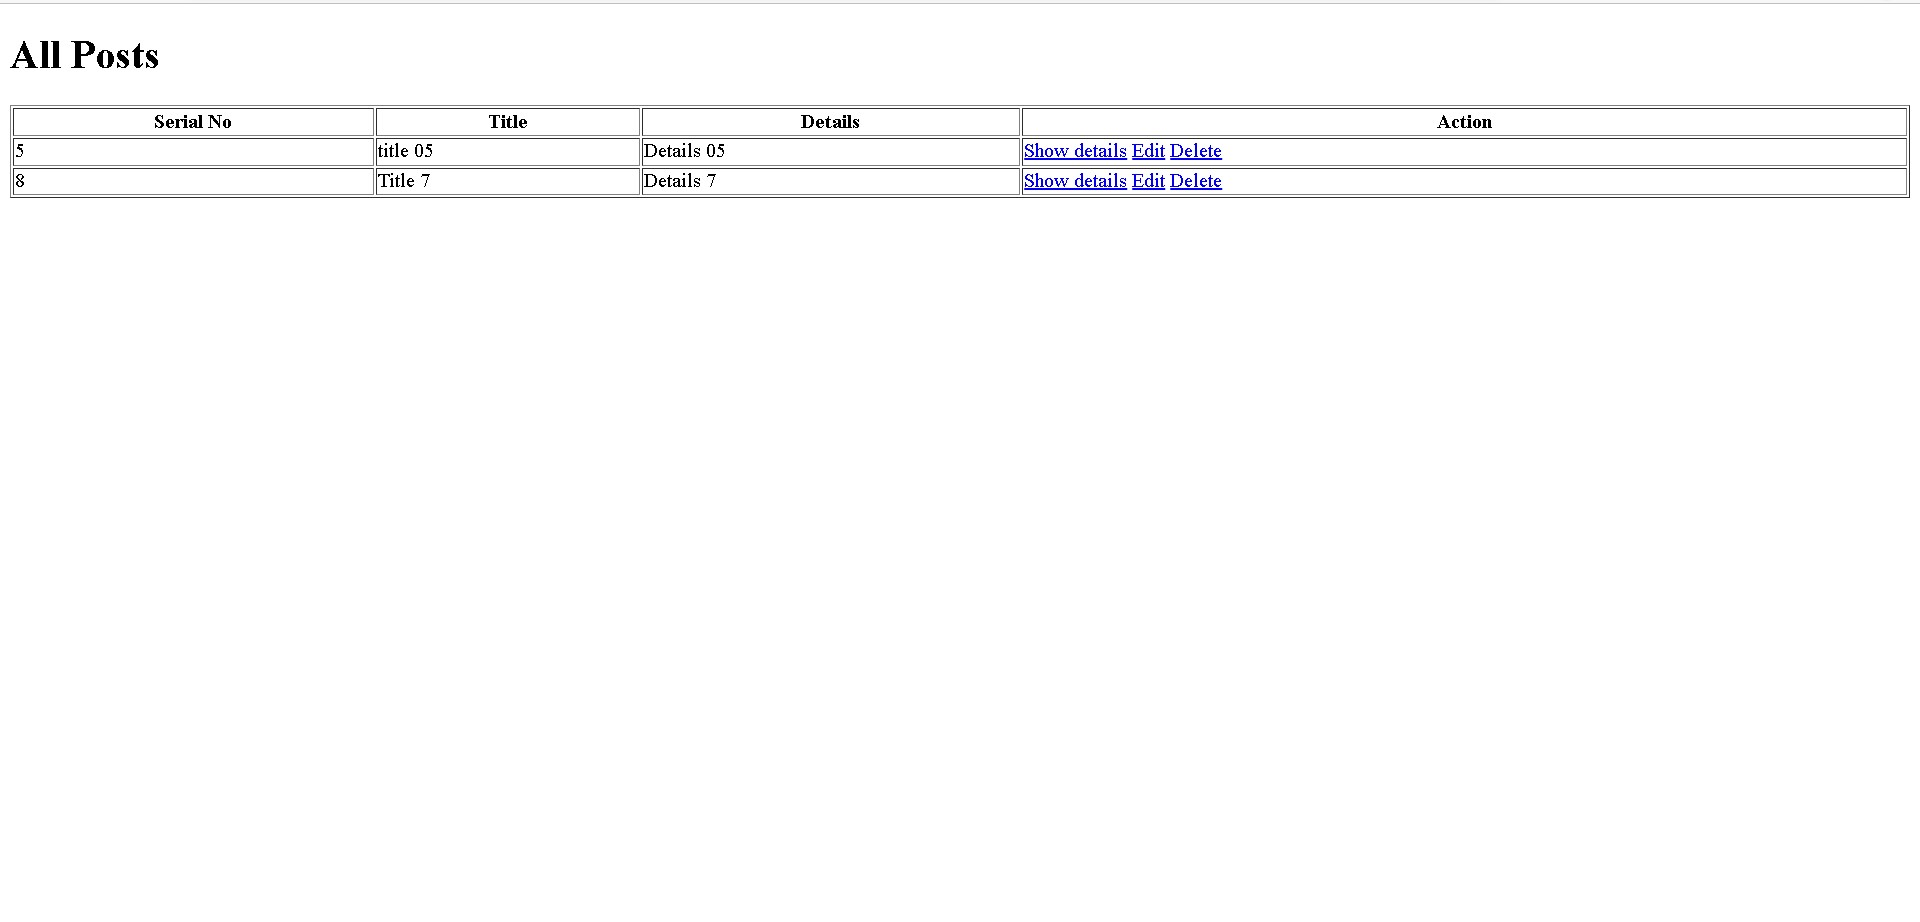 All Posts
Serial No Title Details Action
5 title 05 Details 05 Show details Edit Delete
8 Title 7 Details 7 Show details Edit Delete